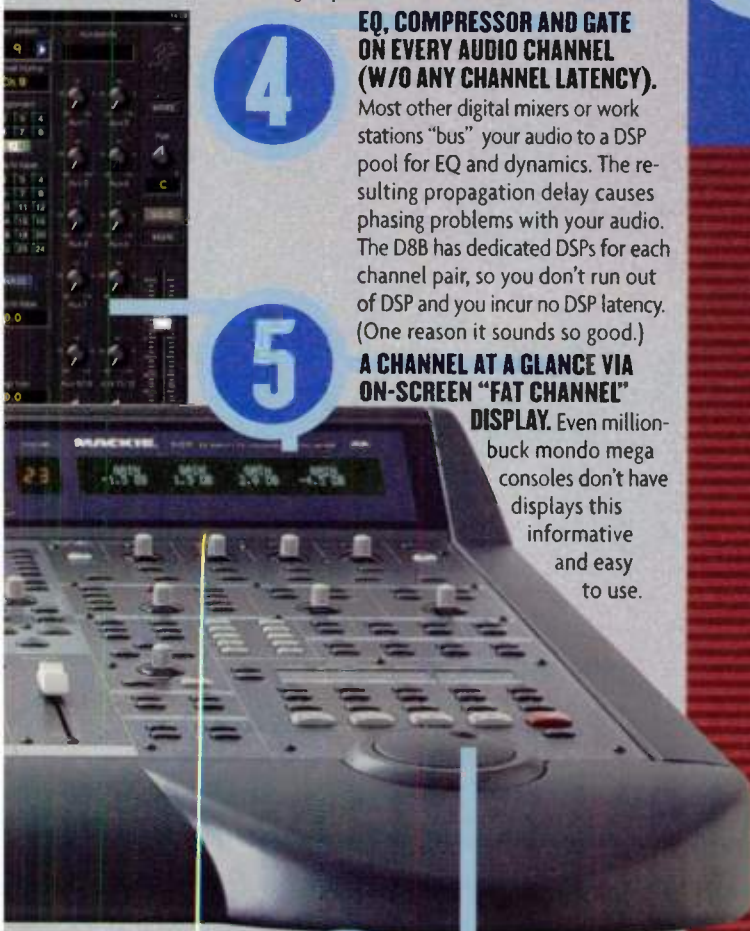 4
EQ, COMPRESSOR AND GATE
ON EVERY AUDIO CHANNEL
(W/O ANY CHANNEL LATENCY).
Most other digital mixers or work
stations "bus" your audio to a DSP
pool for EQ and dynamics. The re-
sulting propagation delay causes
phasing problems with your audio.
The D8B has dedicated DSPs for each
channel pair, so you don't run out
of DSP and you incur no DSP latency.
(One reason it sounds so good.)
5
A CHANNEL AT A GLANCE VIA
ON-SCREEN "FAT CHANNEL"
DISPLAY. Even million-
buck mondo mega
consoles don't have
displays this
informative
and easy
to use.
9
C
MACKIE
23